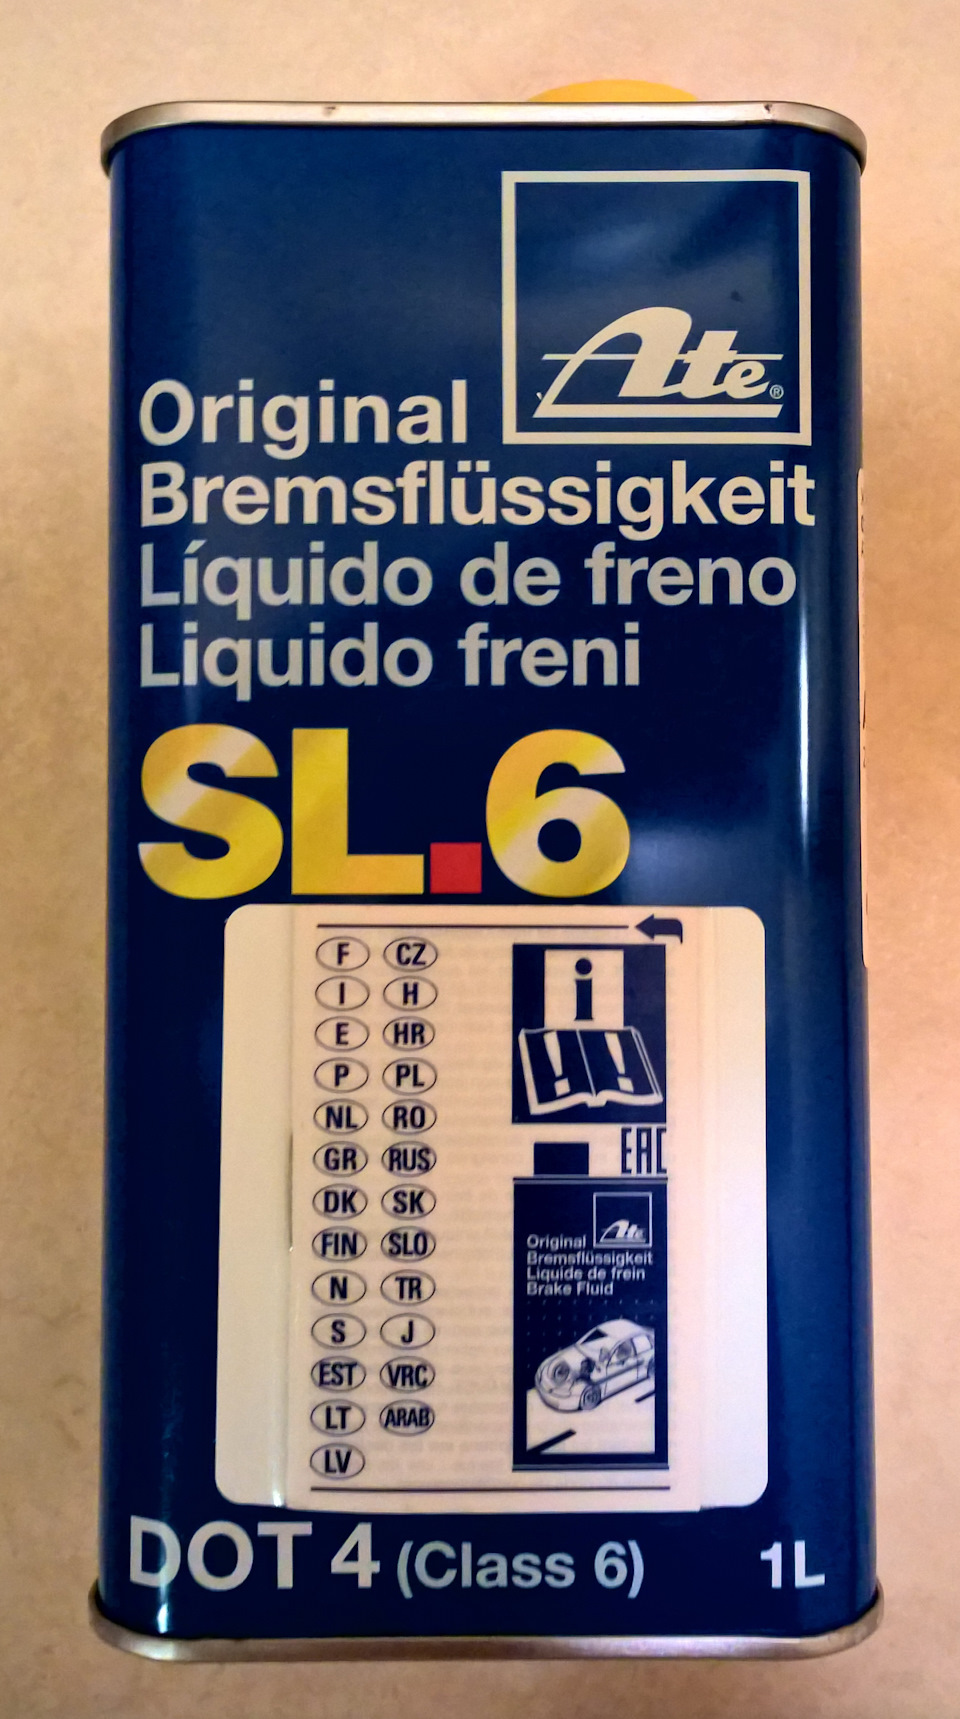 Ate®
Original
Bremsflüssigkeit
Líquido de freno
Liquido freni
SL.6
F CZ
I H
E HR
P PL
NL RO
GR RUS
DK SK
FIN SLO
N TR
S J
EST VRC
LT ARAB
LV
i
! !
EAC
Ate
Original
Bremsflüssigkeit
Liquide de frein
Brake Fluid
DOT 4 (Class 6) 1L